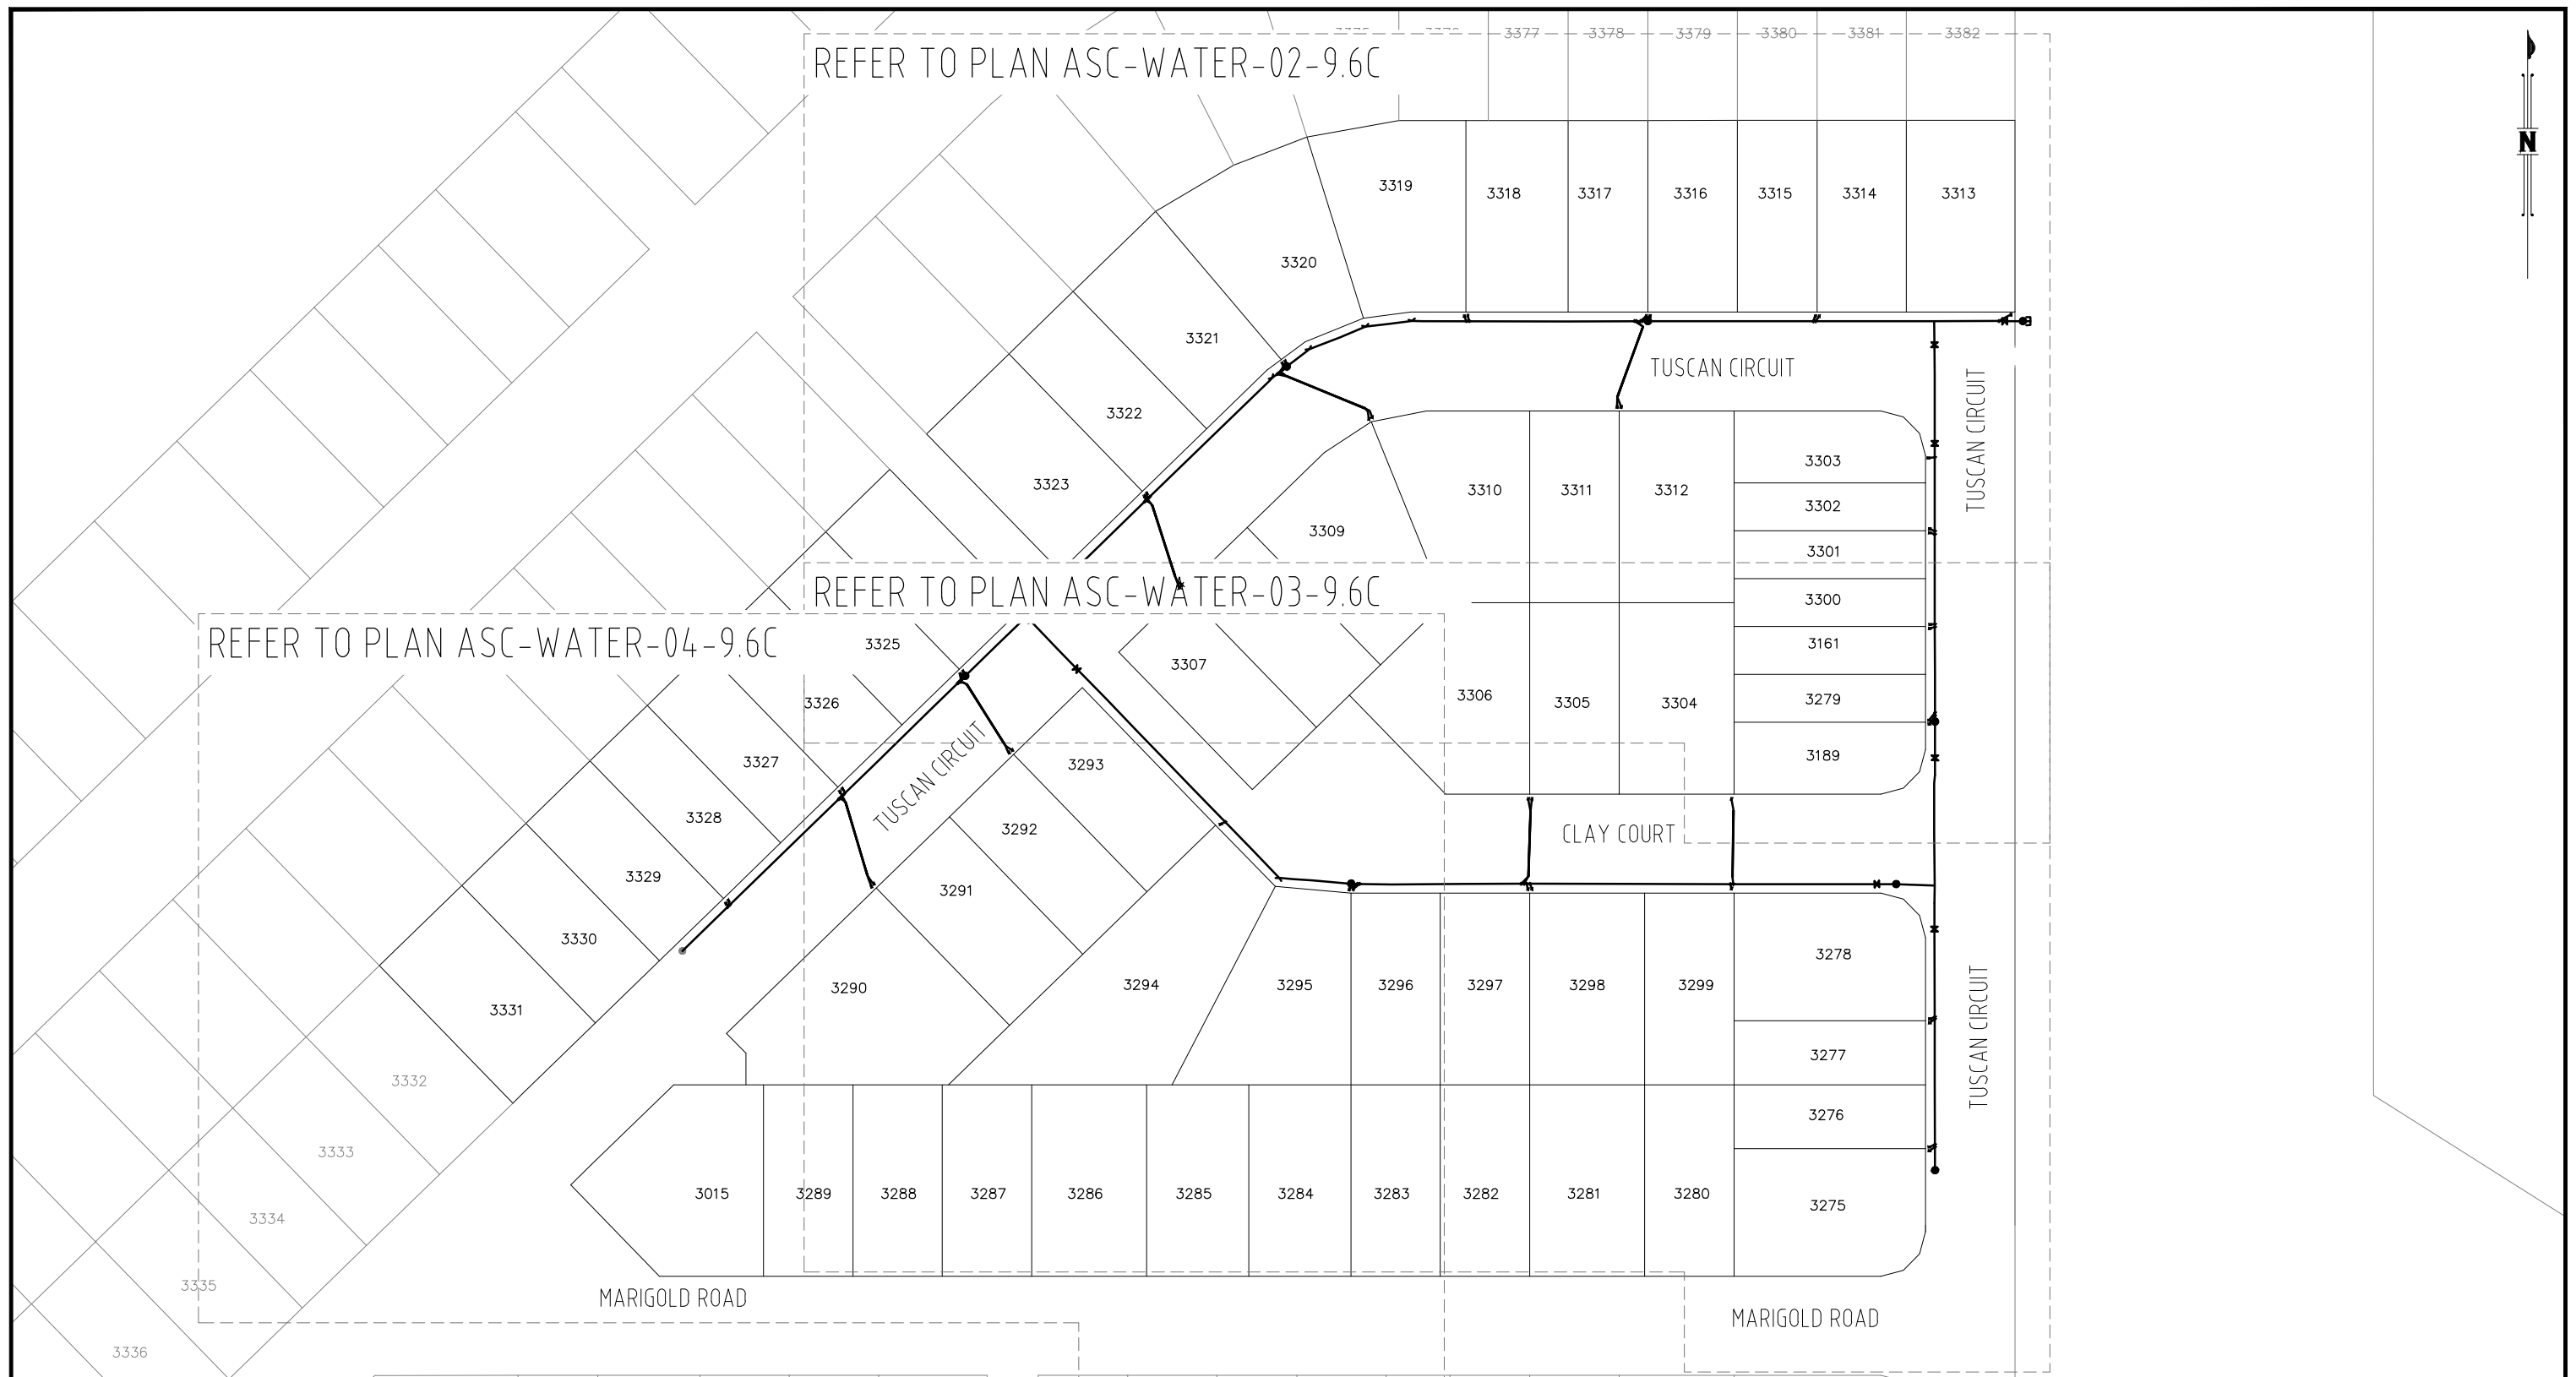 3377 3378 3379 3380 3381 3382
REFER TO PLAN ASC-WATER-02-9.6C
N
3319 3318 3317 3316 3315 3314 3313
3320
3321
TUSCAN CIRCUIT
TUSCAN CIRCUIT
3322
3303
3323
3310 3311 3312
3302
3309
3301
REFER TO PLAN ASC-WATER-03-9.6C
3300
REFER TO PLAN ASC-WATER-04-9.6C
3325
3161
3307
3306 3305 3304
3326
3279
3327
TUSCAN CIRCUIT
3293
3189
3328
3292
CLAY COURT
3329
3291
3330
3278
3290
3294 3295 3296 3297 3298 3299
3331
3277
TUSCAN CIRCUIT
3332
3276
3333
3015 3289 3288 3287 3286 3285 3284 3283 3282 3281 3280
3275
3334
3335
MARIGOLD ROAD
MARIGOLD ROAD
3336